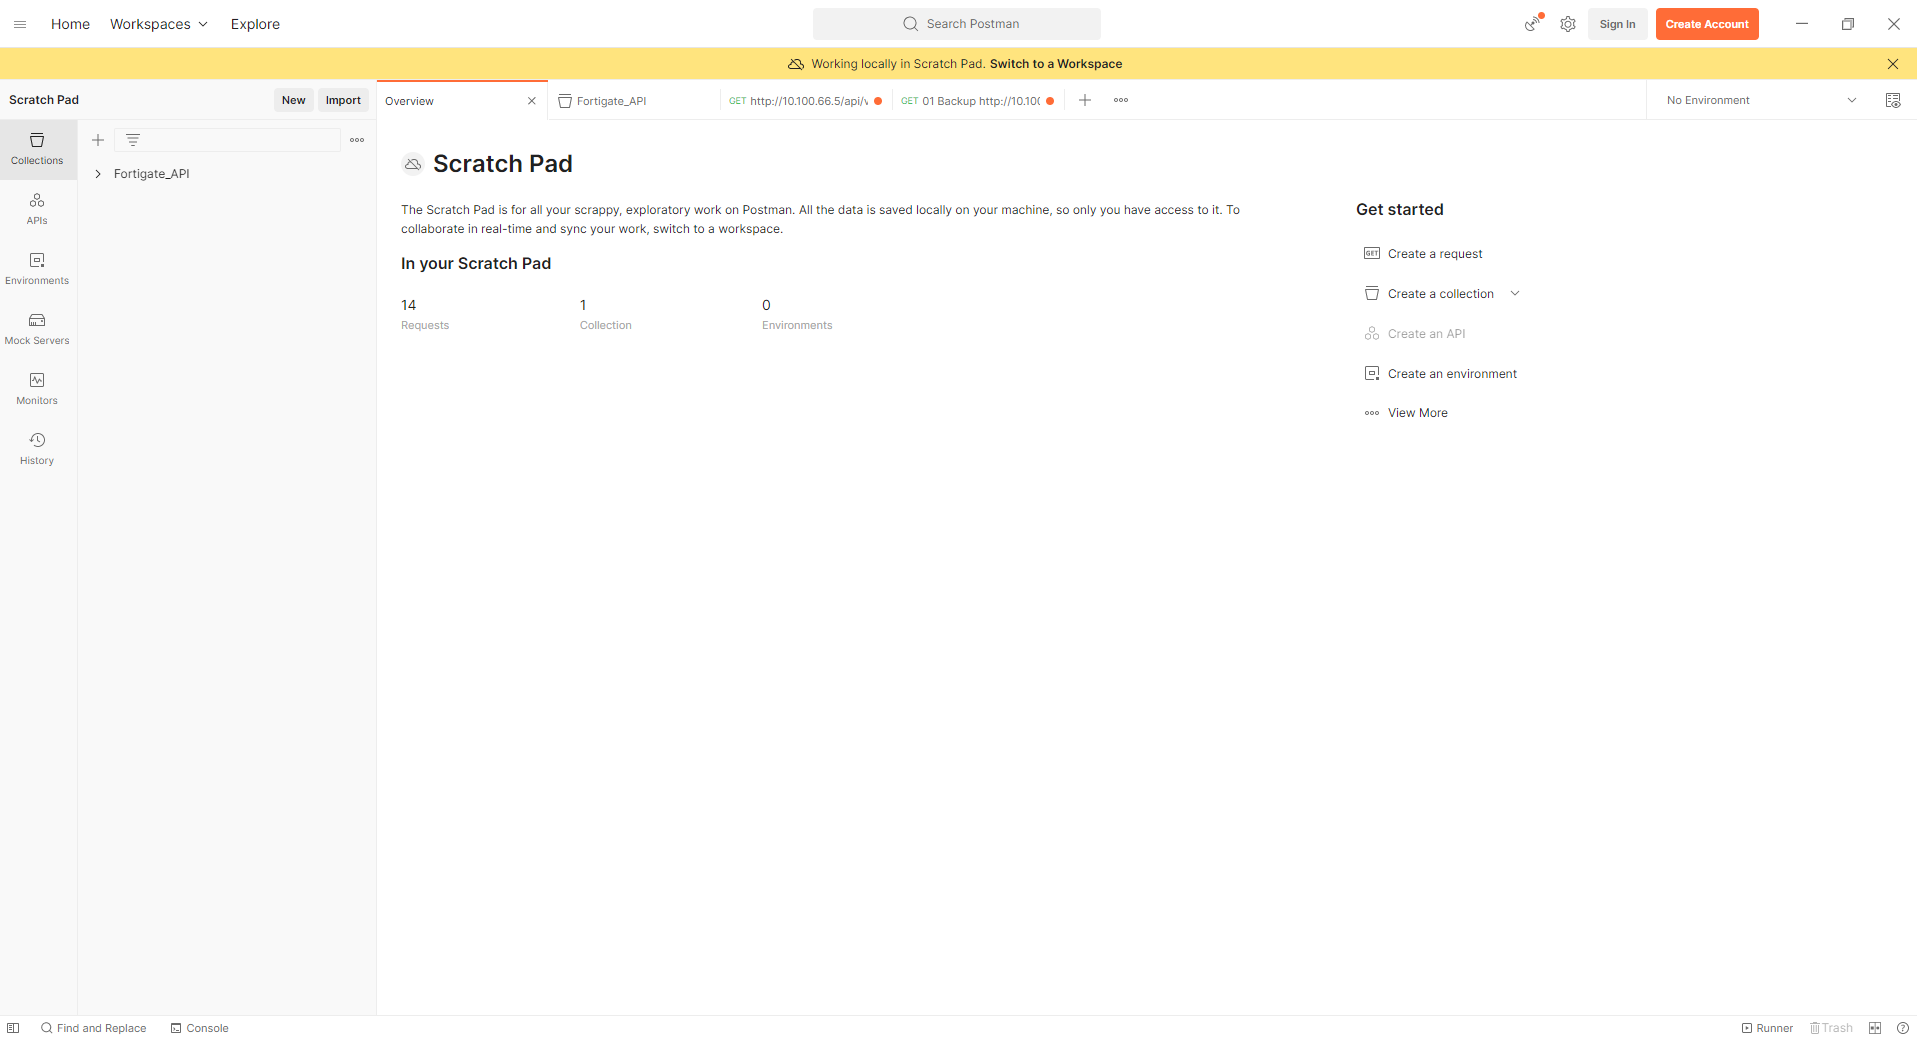 Home Workspaces Explore Search Postman Sign In Create Account
Working locally in Scratch Pad. Switch to a Workspace
Scratch Pad New Import Overview Fortigate_API GET http://10.100.66.5/api/v GET 01 Backup http://10.10( No Environment
Collections
Fortigate_API
APIs
Environments
Mock Servers
Monitors
History
Scratch Pad
The Scratch Pad is for all your scrappy, exploratory work on Postman. All the data is saved locally on your machine, so only you have access to it. To
collaborate in real-time and sync your work, switch to a workspace.
In your Scratch Pad
14 1 0
Requests Collection Environments
Get started
GET Create a request
Create a collection
Create an API
Create an environment
View More
Find and Replace Console Runner Trash